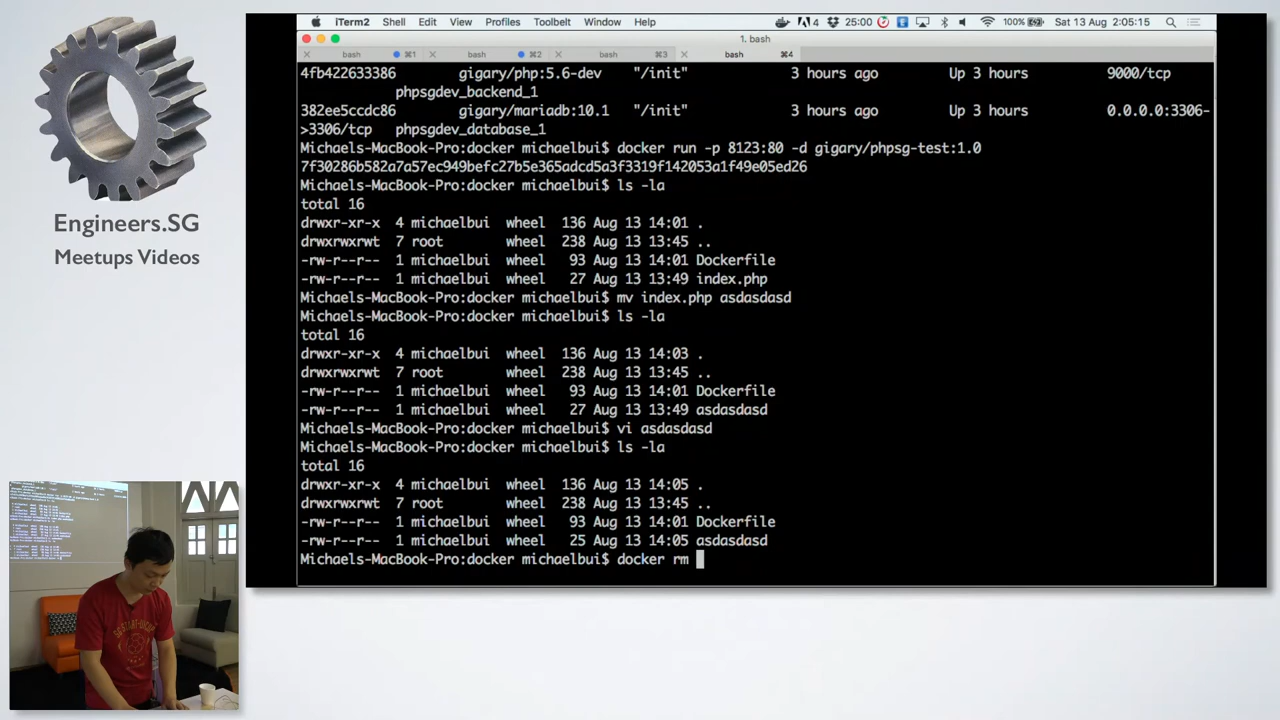 iTerm2 Shell Edit View Profiles Toolbelt Window Help 4 25:00 100% Sat 13 Aug 2:05:15
1. bash
bash ⌘1 bash ⌘2 bash ⌘3 bash ⌘4
4fb422633386 gigary/php:5.6-dev "/init" 3 hours ago Up 3 hours 9000/tcp
phpsgdev_backend_1
382ee5ccdc86 gigary/mariadb:10.1 "/init" 3 hours ago Up 3 hours 0.0.0.0:3306-
>3306/tcp phpsgdev_database_1
Michaels-MacBook-Pro:docker michaelbui$ docker run -p 8123:80 -d gigary/phpsg-test:1.0
7f30286b582a7a57ec949befc27b5e365adcd5a3f3319f142053a1f49e05ed26
Michaels-MacBook-Pro:docker michaelbui$ ls -la
total 16
drwxr-xr-x 4 michaelbui wheel 136 Aug 13 14:01 .
drwxrwxrwt 7 root wheel 238 Aug 13 13:45 ..
-rw-r--r-- 1 michaelbui wheel 93 Aug 13 14:01 Dockerfile
-rw-r--r-- 1 michaelbui wheel 27 Aug 13 13:49 index.php
Michaels-MacBook-Pro:docker michaelbui$ mv index.php asdasdasd
Michaels-MacBook-Pro:docker michaelbui$ ls -la
total 16
drwxr-xr-x 4 michaelbui wheel 136 Aug 13 14:03 .
drwxrwxrwt 7 root wheel 238 Aug 13 13:45 ..
-rw-r--r-- 1 michaelbui wheel 93 Aug 13 14:01 Dockerfile
-rw-r--r-- 1 michaelbui wheel 27 Aug 13 13:49 asdasdasd
Michaels-MacBook-Pro:docker michaelbui$ vi asdasdasd
Michaels-MacBook-Pro:docker michaelbui$ ls -la
total 16
drwxr-xr-x 4 michaelbui wheel 136 Aug 13 14:05 .
drwxrwxrwt 7 root wheel 238 Aug 13 13:45 ..
-rw-r--r-- 1 michaelbui wheel 93 Aug 13 14:01 Dockerfile
-rw-r--r-- 1 michaelbui wheel 25 Aug 13 14:05 asdasdasd
Michaels-MacBook-Pro:docker michaelbui$ docker rm
Engineers.SG
Meetups Videos